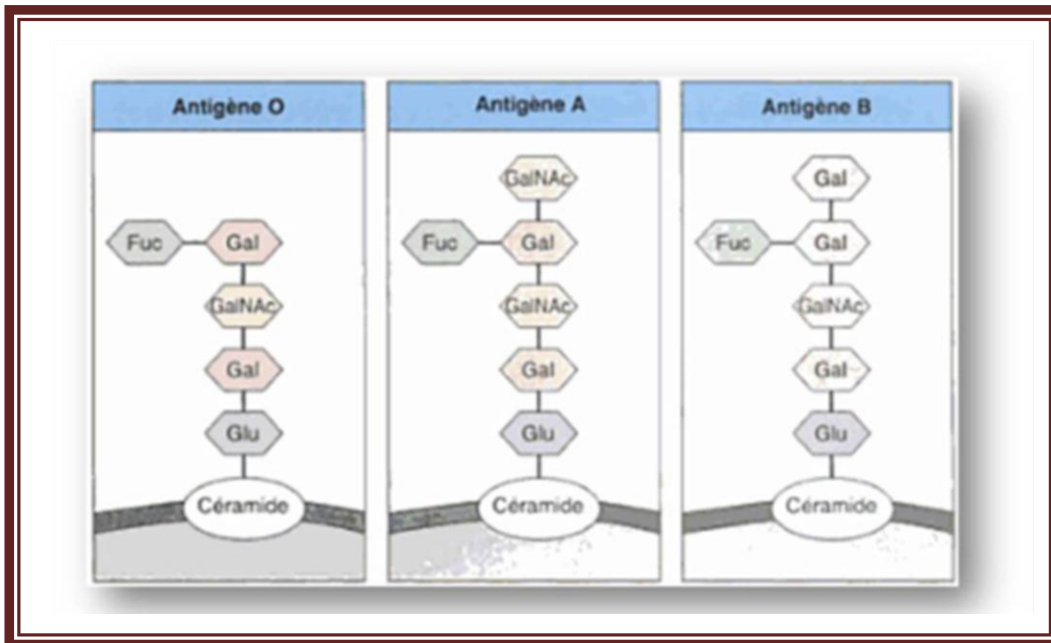 Antigène O
Antigène A
Antigène B
GalNAc
Gal
Fuc
Gal
Fuc
Gal
Fuc
Gal
GalNAc
GalNAc
GalNAc
Gal
Gal
Gal
Glu
Glu
Glu
Céramide
Céramide
Céramide